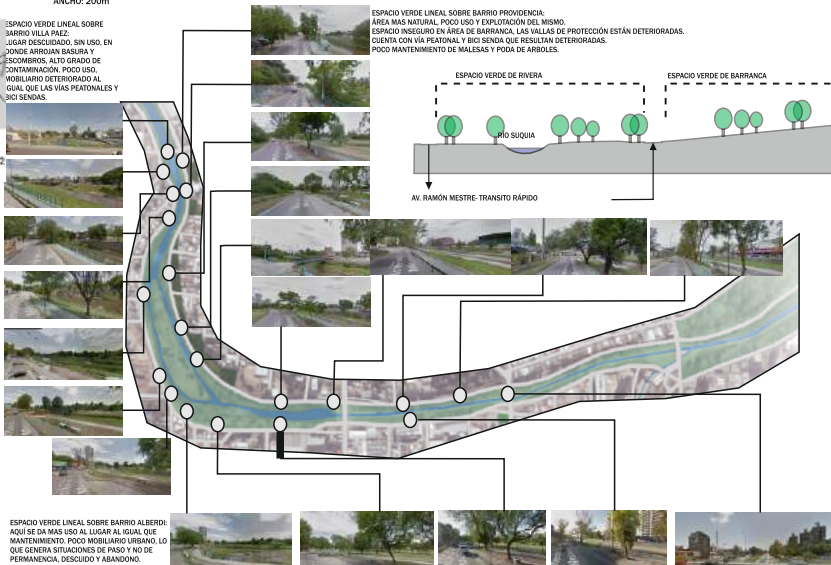 ANCHO: 200m
ESPACIO VERDE LINEAL SOBRE
BARRIO VILLA PAEZ:
LUGAR DESCUIDADO, SIN USO, EN
DONDE ARROJAN BASURA Y
ESCOMBROS, ALTO GRADO DE
CONTAMINACIÓN. POCO USO,
MOBILIARIO DETERIORADO AL
IGUAL QUE LAS VÍAS PEATONALES Y
BICI SENDAS.
ESPACIO VERDE LINEAL SOBRE BARRIO PROVIDENCIA:
ÁREA MAS NATURAL, POCO USO Y EXPLOTACIÓN DEL MISMO.
ESPACIO INSEGURO EN ÁREA DE BARRANCA, LAS VALLAS DE PROTECCIÓN ESTÁN DETERIORADAS.
CUENTA CON VÍA PEATONAL Y BICI SENDA QUE RESULTAN DETERIORADAS.
POCO MANTENIMIENTO DE MALESAS Y PODA DE ARBOLES.
ESPACIO VERDE DE RIVERA
ESPACIO VERDE DE BARRANCA
RÍO SUQUIA
AV. RAMÓN MESTRE- TRANSITO RÁPIDO
ESPACIO VERDE LINEAL SOBRE BARRIO ALBERDI:
AQUÍ SE DA MAS USO AL LUGAR AL IGUAL QUE
MANTENIMIENTO. POCO MOBILIARIO URBANO, LO
QUE GENERA SITUACIONES DE PASO Y NO DE
PERMANENCIA, DESCUIDO Y ABANDONO.